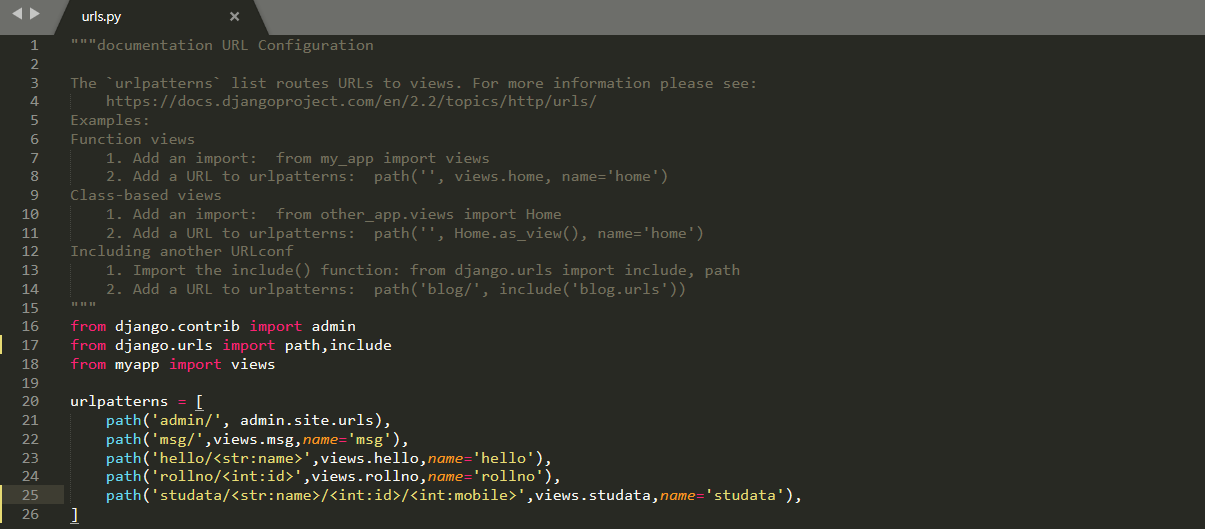 urls.py
1 """documentation URL Configuration
2
3 The `urlpatterns` list routes URLs to views. For more information please see:
4     https://docs.djangoproject.com/en/2.2/topics/http/urls/
5 Examples:
6 Function views
7     1. Add an import:  from my_app import views
8     2. Add a URL to urlpatterns:  path('', views.home, name='home')
9 Class-based views
10     1. Add an import:  from other_app.views import Home
11     2. Add a URL to urlpatterns:  path('', Home.as_view(), name='home')
12 Including another URLconf
13     1. Import the include() function: from django.urls import include, path
14     2. Add a URL to urlpatterns:  path('blog/', include('blog.urls'))
15 """
16 from django.contrib import admin
17 from django.urls import path,include
18 from myapp import views
19
20 urlpatterns = [
21     path('admin/', admin.site.urls),
22     path('msg/',views.msg,name='msg'),
23     path('hello/<str:name>',views.hello,name='hello'),
24     path('rollno/<int:id>',views.rollno,name='rollno'),
25     path('studata/<str:name>/<int:id>/<int:mobile>',views.studata,name='studata'),
26 ]